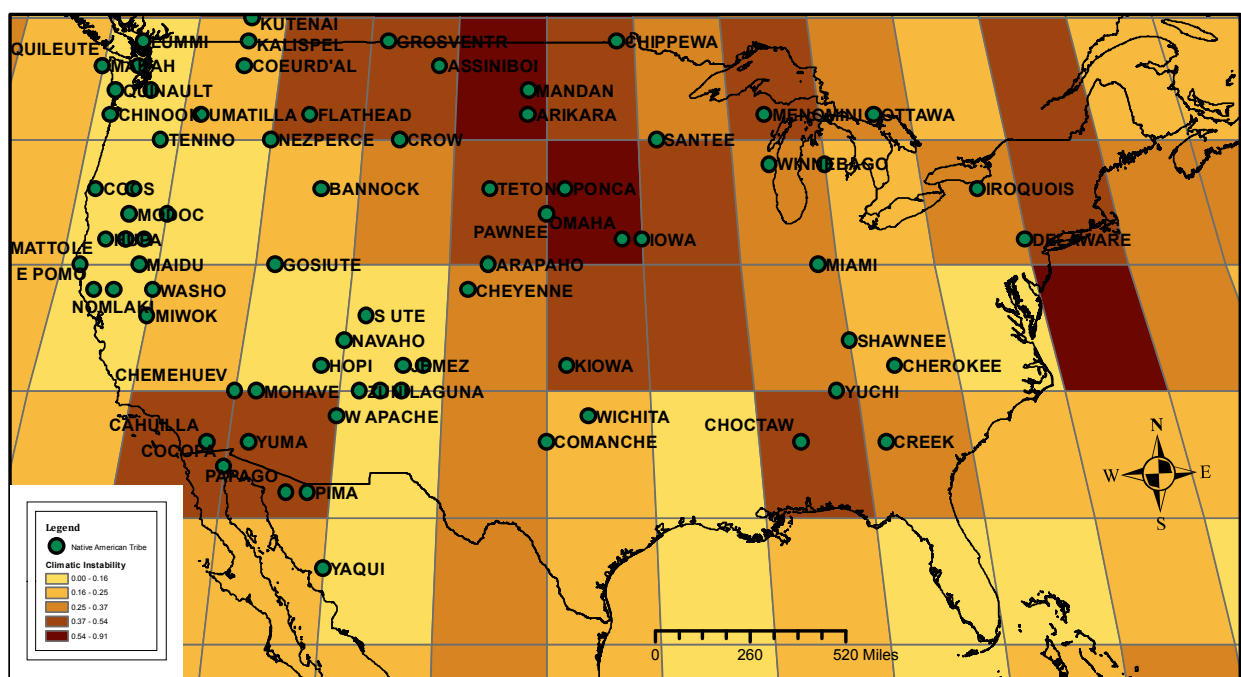 KUTENAI
QUILEUTE
LUMMI
KALISPEL
GROSVENTR
CHIPPEWA
MAKAH
COEURD'AL
ASSINIBOI
QUINAULT
MANDAN
CHINOOK
UMATILLA
FLATHEAD
ARIKARA
MENOMINI
OTTAWA
TENINO
NEZPERCE
CROW
SANTEE
WINNEBAGO
COOS
BANNOCK
TETON
PONCA
IROQUOIS
MODOC
OMAHA
PAWNEE
HUPA
IOWA
DELAWARE
MATTOLE
E POMO
MAIDU
GOSIUTE
ARAPAHO
MIAMI
WASHO
CHEYENNE
NOMLAKI
MIWOK
S UTE
NAVAHO
SHAWNEE
HOPI
JEMEZ
KIOWA
CHEROKEE
CHEMEHUEV
MOHAVE
ZUNI
LAGUNA
YUCHI
W APACHE
WICHITA
CHOCTAW
CAHUILLA
YUMA
COMANCHE
CREEK
COCOPA
PAPAGO
PIMA
YAQUI
N
W E
S
Legend
Native American Tribe
Climatic Instability
0.00 - 0.16
0.16 - 0.25
0.25 - 0.37
0.37 - 0.54
0.54 - 0.91
0 260 520 Miles